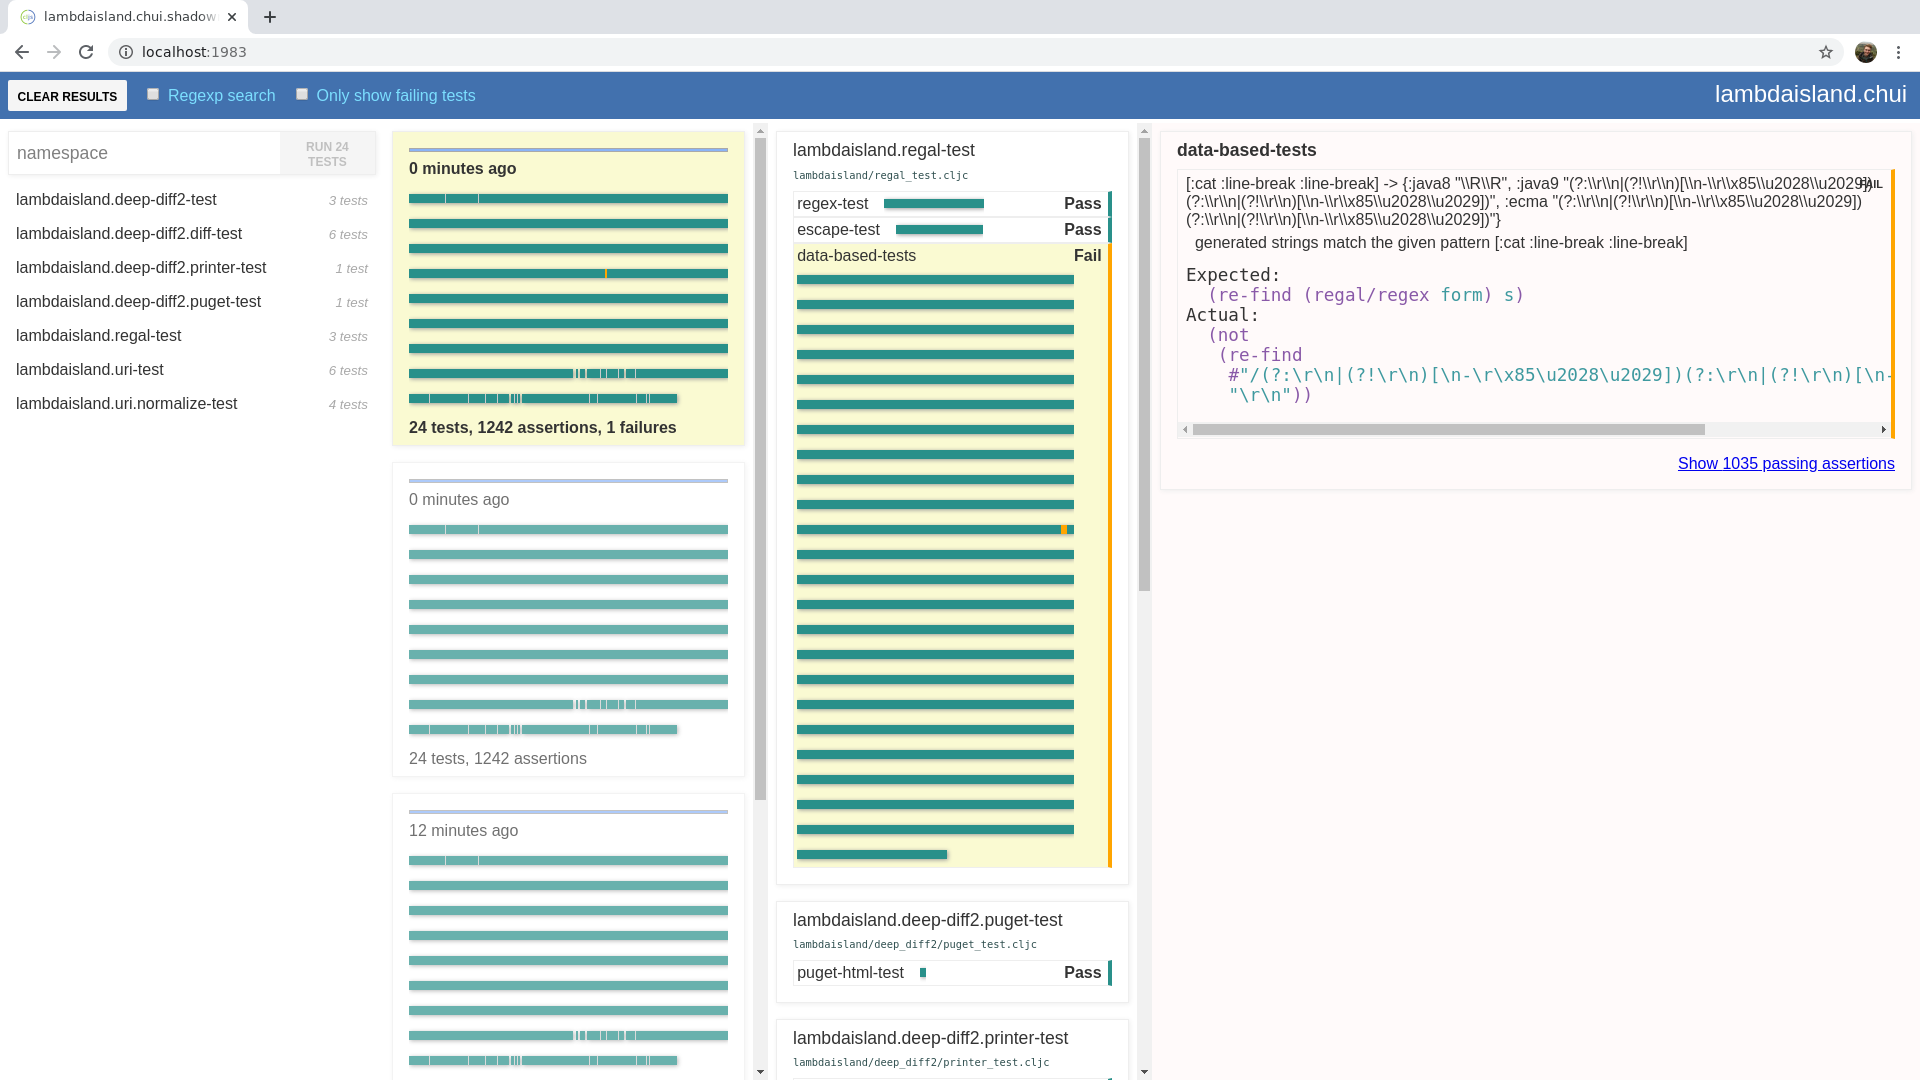 lambdaisland.chui.shadow
localhost:1983
CLEAR RESULTS
Regexp search
Only show failing tests
lambdaisland.chui
namespace
RUN 24
TESTS
lambdaisland.deep-diff2-test 3 tests
lambdaisland.deep-diff2.diff-test 6 tests
lambdaisland.deep-diff2.printer-test 1 test
lambdaisland.deep-diff2.puget-test 1 test
lambdaisland.regal-test 3 tests
lambdaisland.uri-test 6 tests
lambdaisland.uri.normalize-test 4 tests
0 minutes ago
24 tests, 1242 assertions, 1 failures
0 minutes ago
24 tests, 1242 assertions
12 minutes ago
lambdaisland.regal-test
lambdaisland/regal_test.cljc
regex-test Pass
escape-test Pass
data-based-tests Fail
lambdaisland.deep-diff2.puget-test
lambdaisland/deep_diff2/puget_test.cljc
puget-html-test Pass
lambdaisland.deep-diff2.printer-test
lambdaisland/deep_diff2/printer_test.cljc
data-based-tests
FAIL
[:cat :line-break :line-break] -> {:java8 "\\R\\R", :java9 "(?:\\r\\n|(?!\\r\\n)[\\n-\\r\\x85\\u2028\\u2029])
(?:\\r\\n|(?!\\r\\n)[\\n-\\r\\x85\\u2028\\u2029])", :ecma "(?:\\r\\n|(?!\\r\\n)[\\n-\\r\\x85\\u2028\\u2029])
(?:\\r\\n|(?!\\r\\n)[\\n-\\r\\x85\\u2028\\u2029])"}
generated strings match the given pattern [:cat :line-break :line-break]
Expected:
(re-find (regal/regex form) s)
Actual:
(not
(re-find
#"/(?:\r\n|(?!\r\n)[\n-\r\x85\u2028\u2029])(?:\r\n|(?!\r\n)[\n-
"\r\n"))
Show 1035 passing assertions